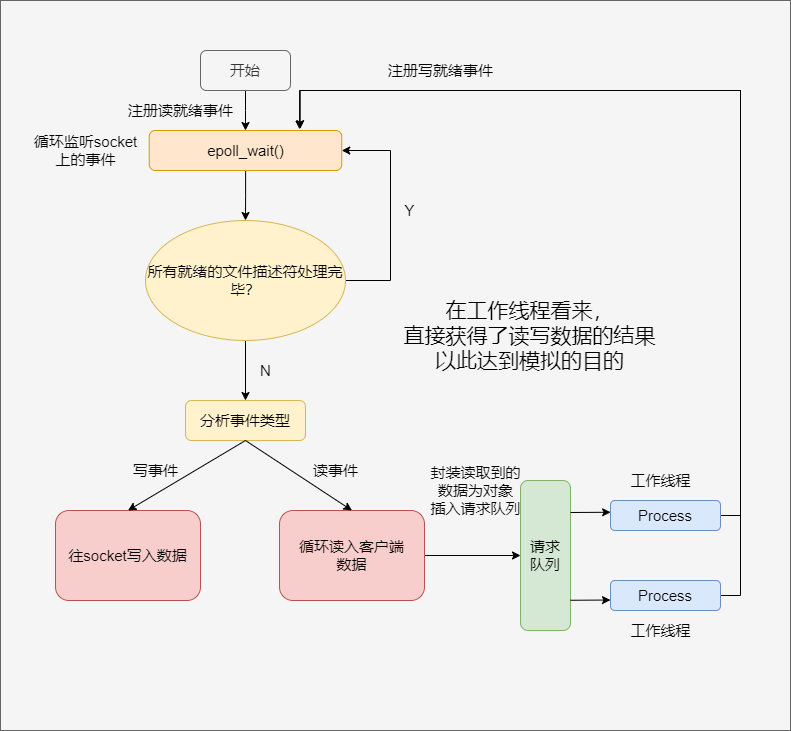 开始
注册写就绪事件
注册读就绪事件
循环监听socket
上的事件
epoll_wait()
Y
所有就绪的文件描述符处理完
毕?
在工作线程看来，
直接获得了读写数据的结果
以此达到模拟的目的
N
分析事件类型
写事件
读事件
封装读取到的
数据为对象
插入请求队列
工作线程
Process
往socket写入数据
循环读入客户端
数据
请求
队列
Process
工作线程